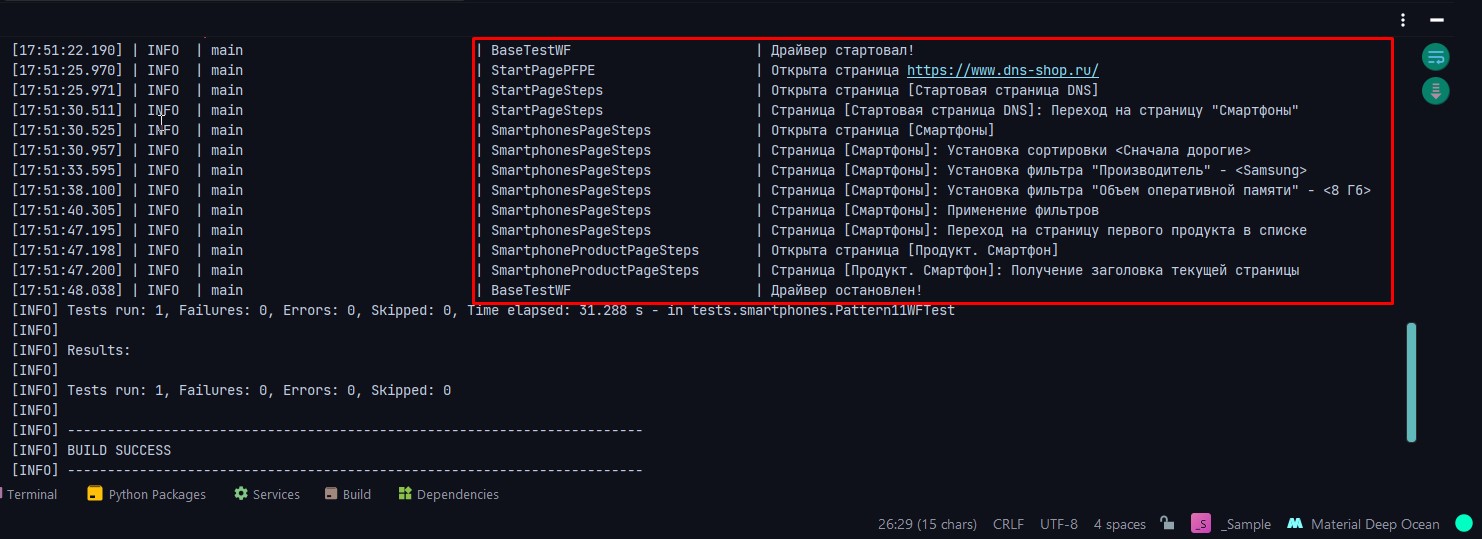 [17:51:22.190] | INFO | main | BaseTestWF | Драйвер стартовал!
[17:51:25.970] | INFO | main | StartPagePFPE | Открыта страница https://www.dns-shop.ru/
[17:51:25.971] | INFO | main | StartPageSteps | Открыта страница [Стартовая страница DNS]
[17:51:30.511] | INFO | main | StartPageSteps | Страница [Стартовая страница DNS]: Переход на страницу "Смартфоны"
[17:51:30.525] | INFO | main | SmartphonesPageSteps | Открыта страница [Смартфоны]
[17:51:30.957] | INFO | main | SmartphonesPageSteps | Страница [Смартфоны]: Установка сортировки <Сначала дорогие>
[17:51:33.595] | INFO | main | SmartphonesPageSteps | Страница [Смартфоны]: Установка фильтра "Производитель" - <Samsung>
[17:51:38.100] | INFO | main | SmartphonesPageSteps | Страница [Смартфоны]: Установка фильтра "Объем оперативной памяти" - <8 Гб>
[17:51:40.305] | INFO | main | SmartphonesPageSteps | Страница [Смартфоны]: Применение фильтров
[17:51:47.195] | INFO | main | SmartphonesPageSteps | Страница [Смартфоны]: Переход на страницу первого продукта в списке
[17:51:47.198] | INFO | main | SmartphoneProductPageSteps | Открыта страница [Продукт. Смартфон]
[17:51:47.200] | INFO | main | SmartphoneProductPageSteps | Страница [Продукт. Смартфон]: Получение заголовка текущей страницы
[17:51:48.038] | INFO | main | BaseTestWF | Драйвер остановлен!
[INFO] Tests run: 1, Failures: 0, Errors: 0, Skipped: 0, Time elapsed: 31.288 s - in tests.smartphones.Pattern11WFTest
[INFO]
[INFO] Results:
[INFO]
[INFO] Tests run: 1, Failures: 0, Errors: 0, Skipped: 0
[INFO]
[INFO] ------------------------------------------------------------------------
[INFO] BUILD SUCCESS
[INFO] ------------------------------------------------------------------------
Terminal Python Packages Services Build Dependencies
26:29 (15 chars) CRLF UTF-8 4 spaces _S _Sample Material Deep Ocean